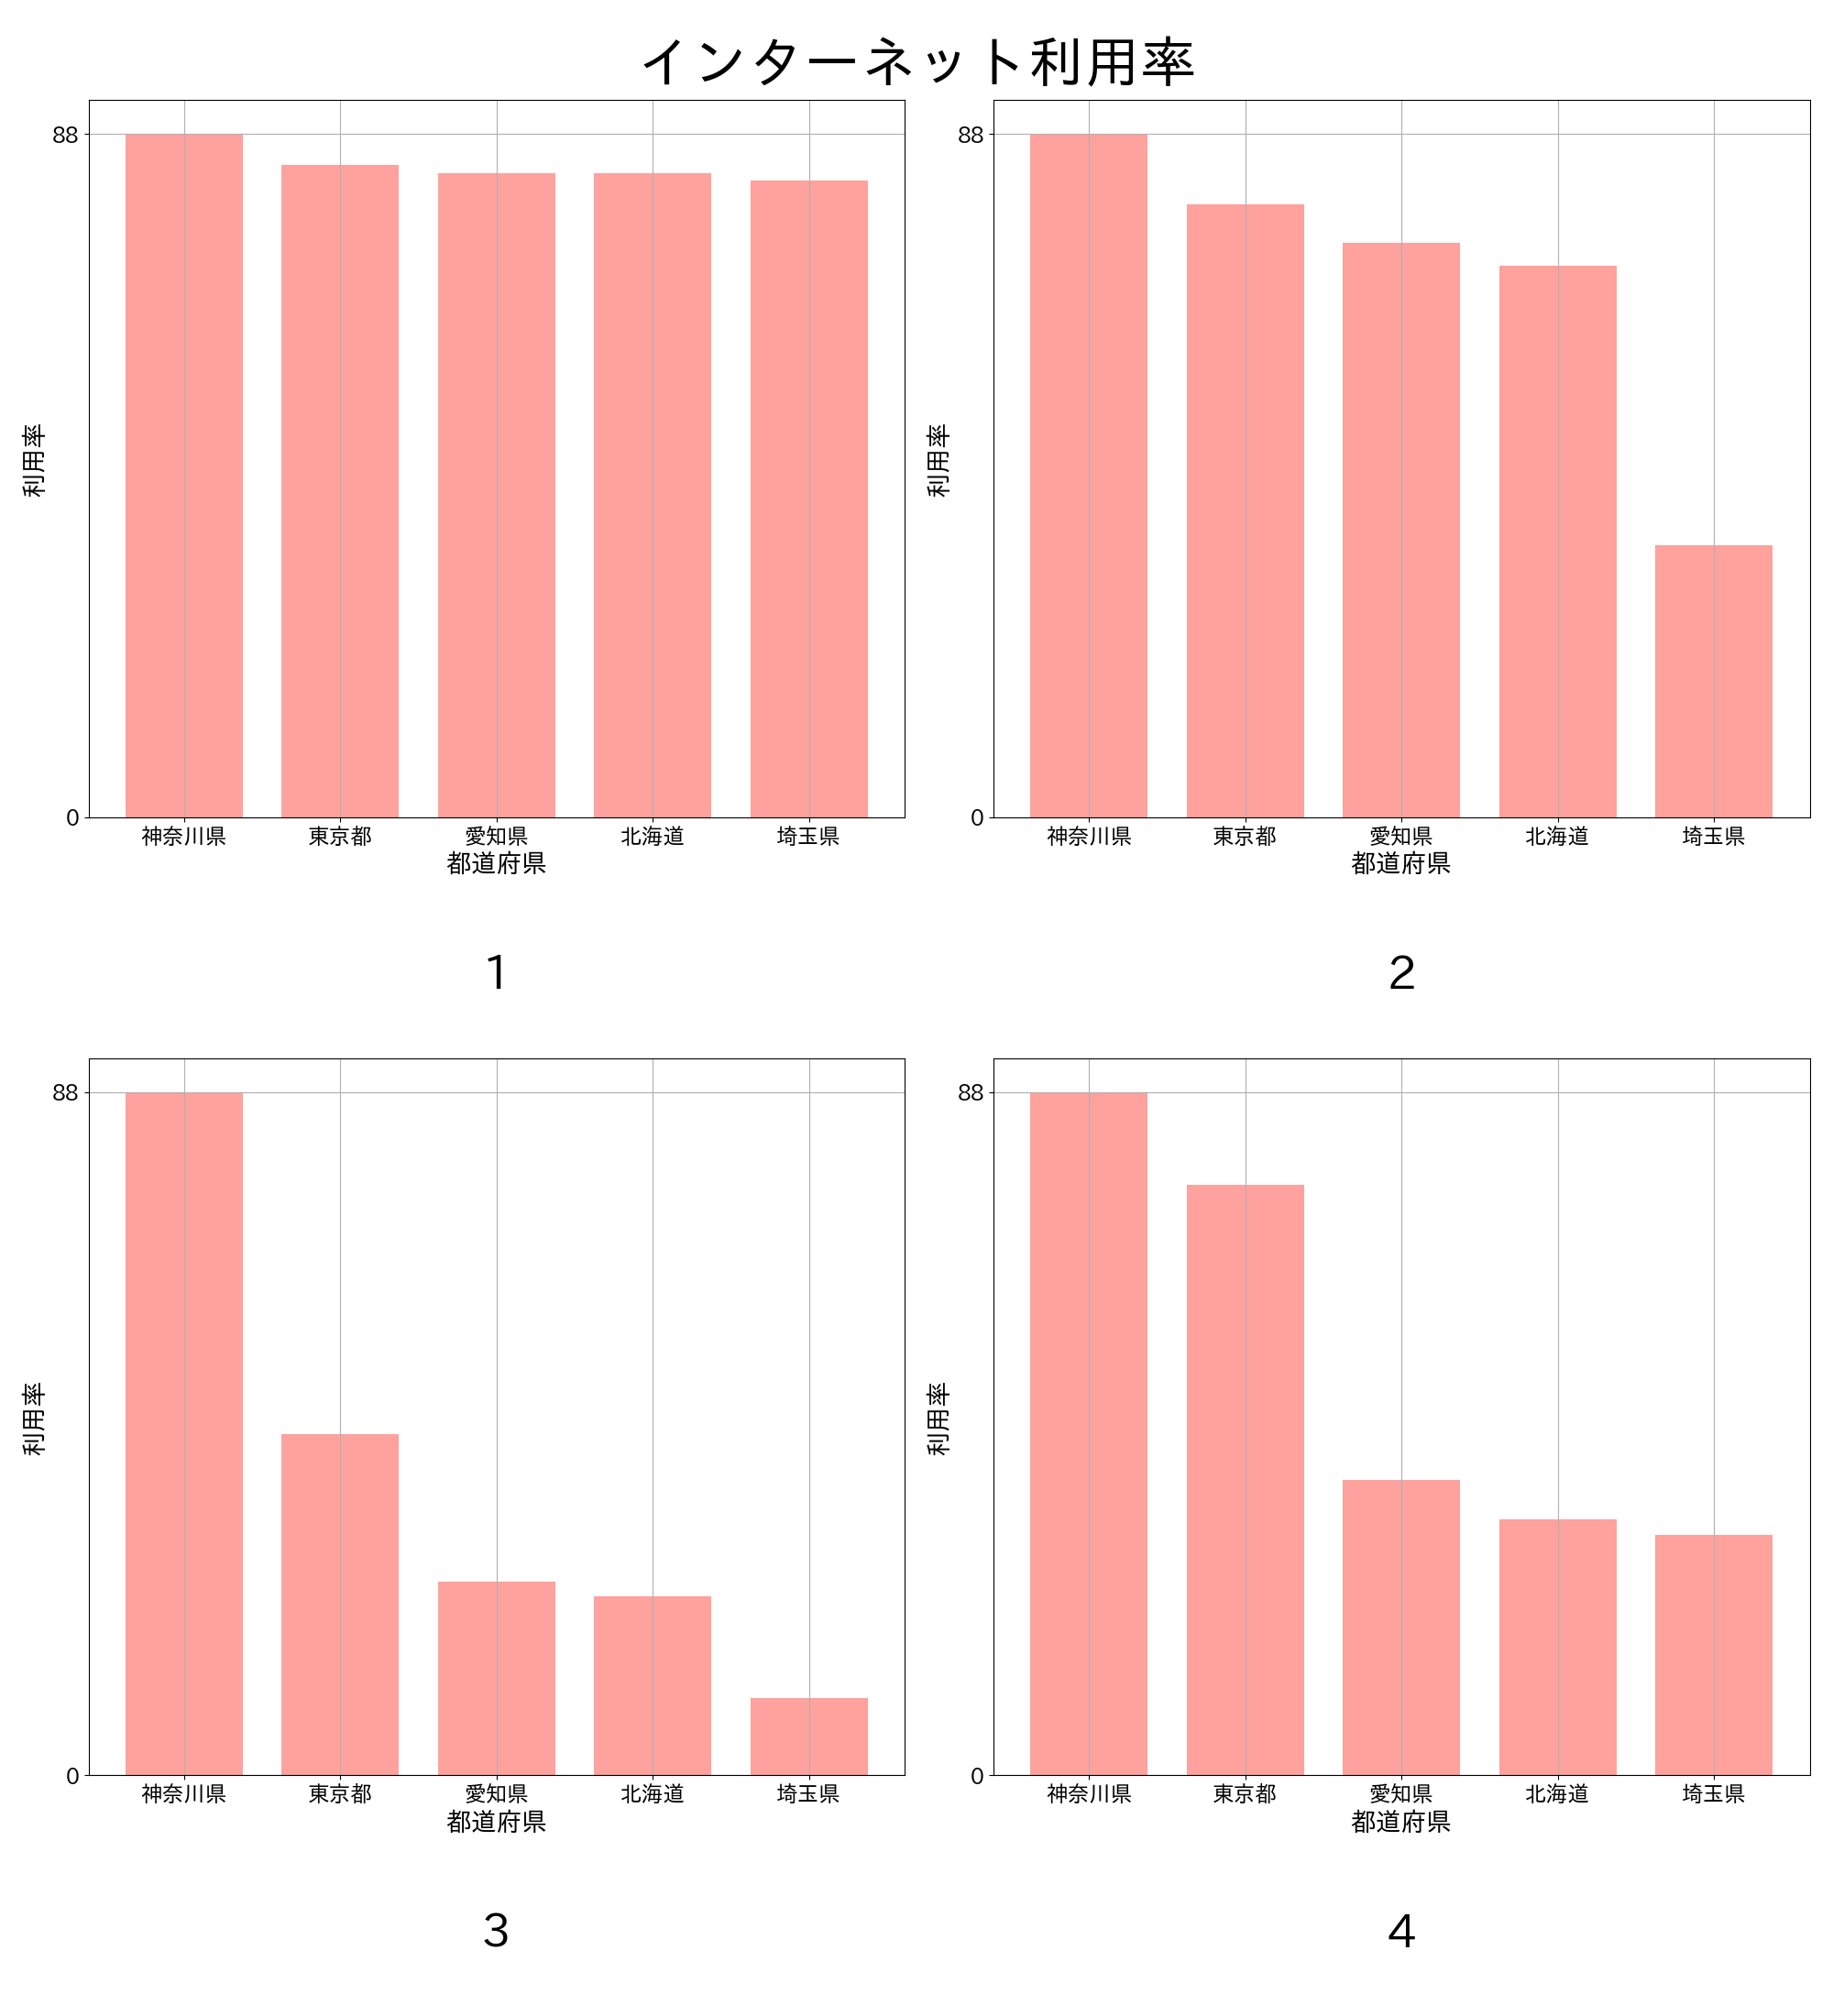 インターネット利用率
88
0
利用率
神奈川県 東京都 愛知県 北海道 埼玉県
都道府県
1
88
0
利用率
神奈川県 東京都 愛知県 北海道 埼玉県
都道府県
2
88
0
利用率
神奈川県 東京都 愛知県 北海道 埼玉県
都道府県
3
88
0
利用率
神奈川県 東京都 愛知県 北海道 埼玉県
都道府県
4